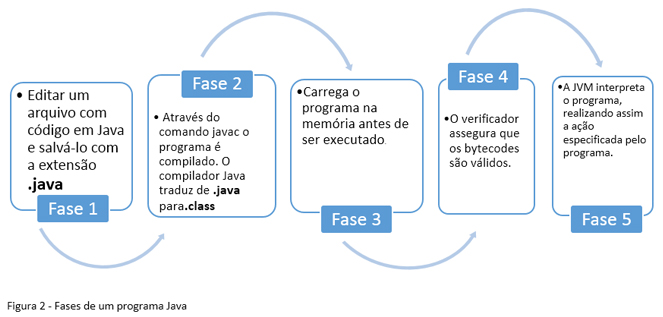 Editar um
arquivo com
código em Java
e salvá-lo com
a extensão
.java
Fase 1
Fase 2
Através do
comando javac o
programa é
compilado. O
compilador Java
traduz de .java
para.class
Carrega o
programa na
memória antes de
ser executado.
Fase 3
Fase 4
O verificador
assegura que
os bytecodes
são válidos.
A JVM interpreta
o programa,
realizando assim
a ação
especificada pelo
programa.
Fase 5
Figura 2 - Fases de um programa Java